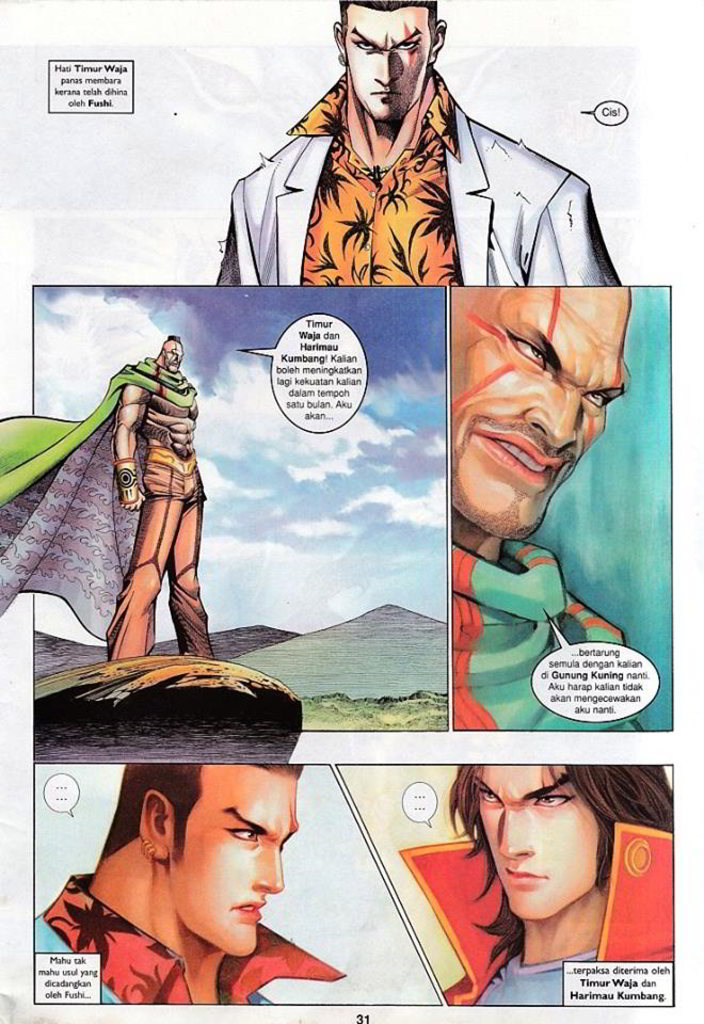 Hati Timur Waja
panas membara
kerana telah dihina
oleh Fushi.
Cis!
Timur
Waja dan
Harimau
Kumbang! Kalian
boleh meningkatkan
lagi kekuatan kalian
dalam tempoh
satu bulan. Aku
akan...
...bertarung
semula dengan kalian
di Gunung Kuning nanti.
Aku harap kalian tidak
akan mengecewakan
aku nanti.
...
...
...
...
Mahu tak
mahu usul yang
dicadangkan
oleh Fushi...
...terpaksa diterima oleh
Timur Waja dan
Harimau Kumbang.
31